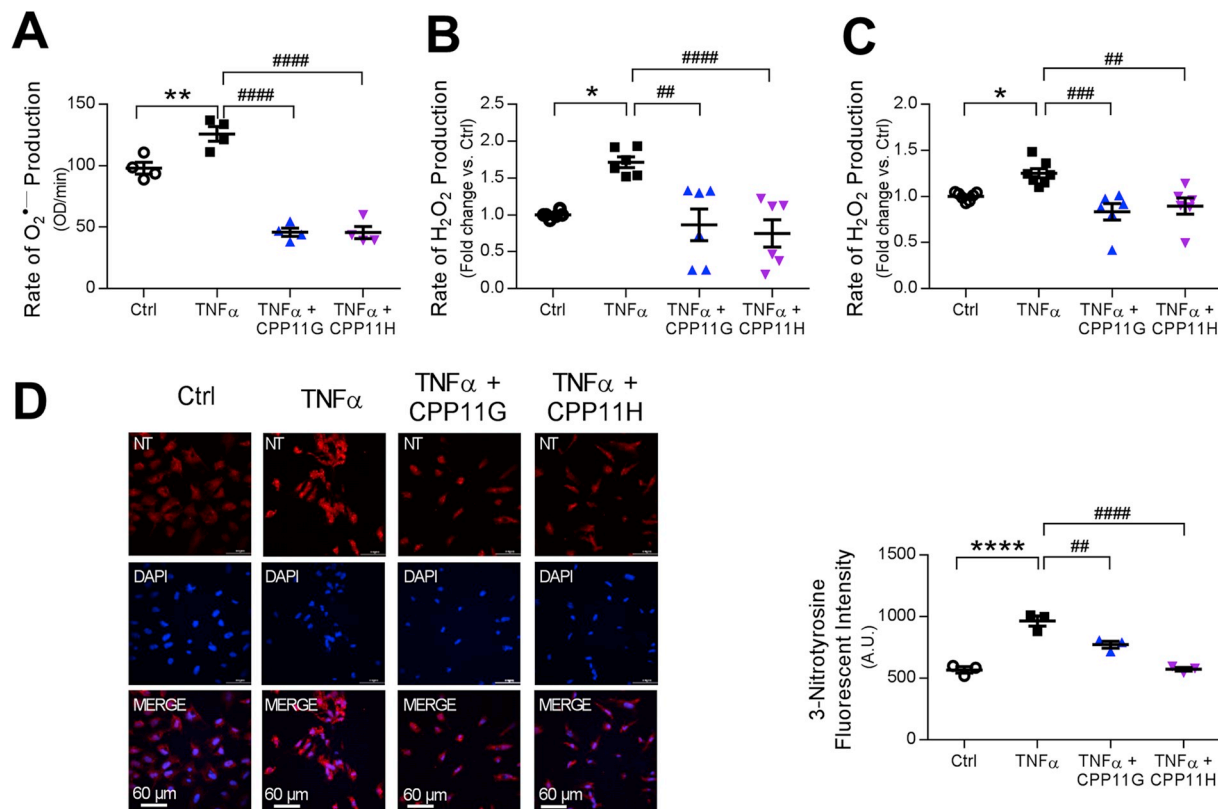 A
Rate of O₂•— Production
(OD/min)
150
100
50
0
**
####
####
Ctrl
TNFα
TNFα +
CPP11G
TNFα +
CPP11H
B
Rate of H₂O₂ Production
(Fold change vs. Ctrl)
2.5
2.0
1.5
1.0
0.5
0.0
*
##
####
Ctrl
TNFα
TNFα +
CPP11G
TNFα +
CPP11H
C
Rate of H₂O₂ Production
(Fold change vs. Ctrl)
2.0
1.5
1.0
0.5
0.0
*
###
##
Ctrl
TNFα
TNFα +
CPP11G
TNFα +
CPP11H
D
Ctrl
TNFα
TNFα +
CPP11G
TNFα +
CPP11H
NT
NT
NT
NT
DAPI
DAPI
DAPI
DAPI
MERGE
MERGE
MERGE
MERGE
60 µm
60 µm
60 µm
60 µm
3-Nitrotyrosine
Fluorescent Intensity
(A.U.)
1500
1000
500
0
****
##
####
Ctrl
TNFα
TNFα +
CPP11G
TNFα +
CPP11H